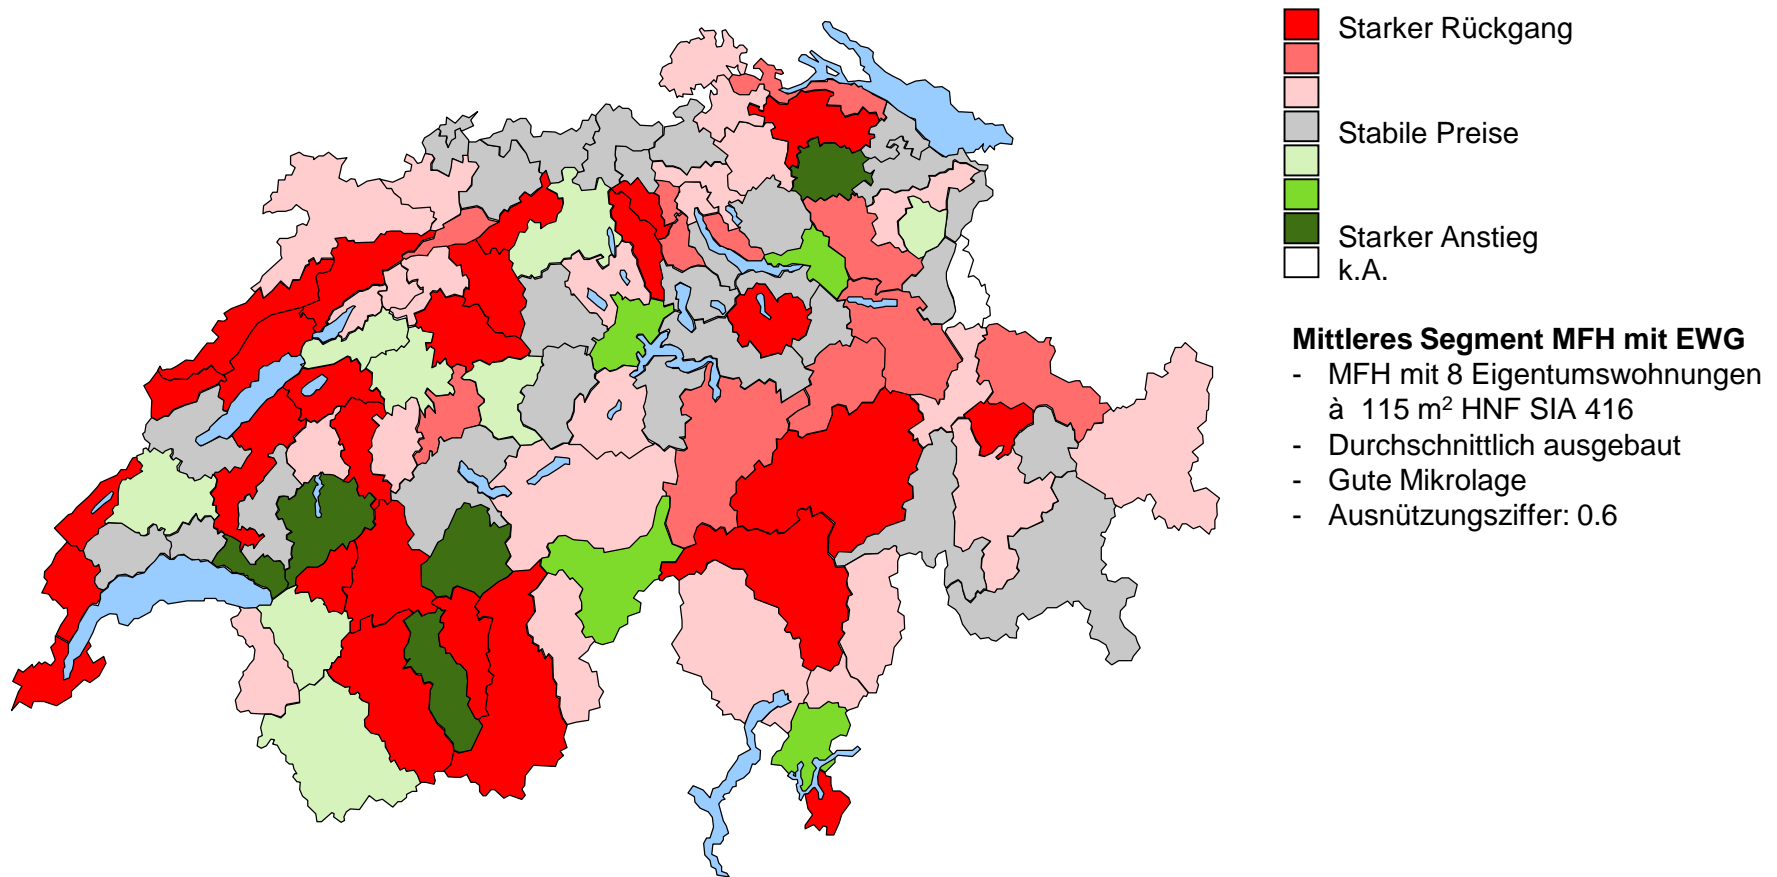 Starker Rückgang
Stabile Preise
Starker Anstieg
k.A.
Mittleres Segment MFH mit EWG
- MFH mit 8 Eigentumswohnungen
à 115 m² HNF SIA 416
- Durchschnittlich ausgebaut
- Gute Mikrolage
- Ausnützungsziffer: 0.6